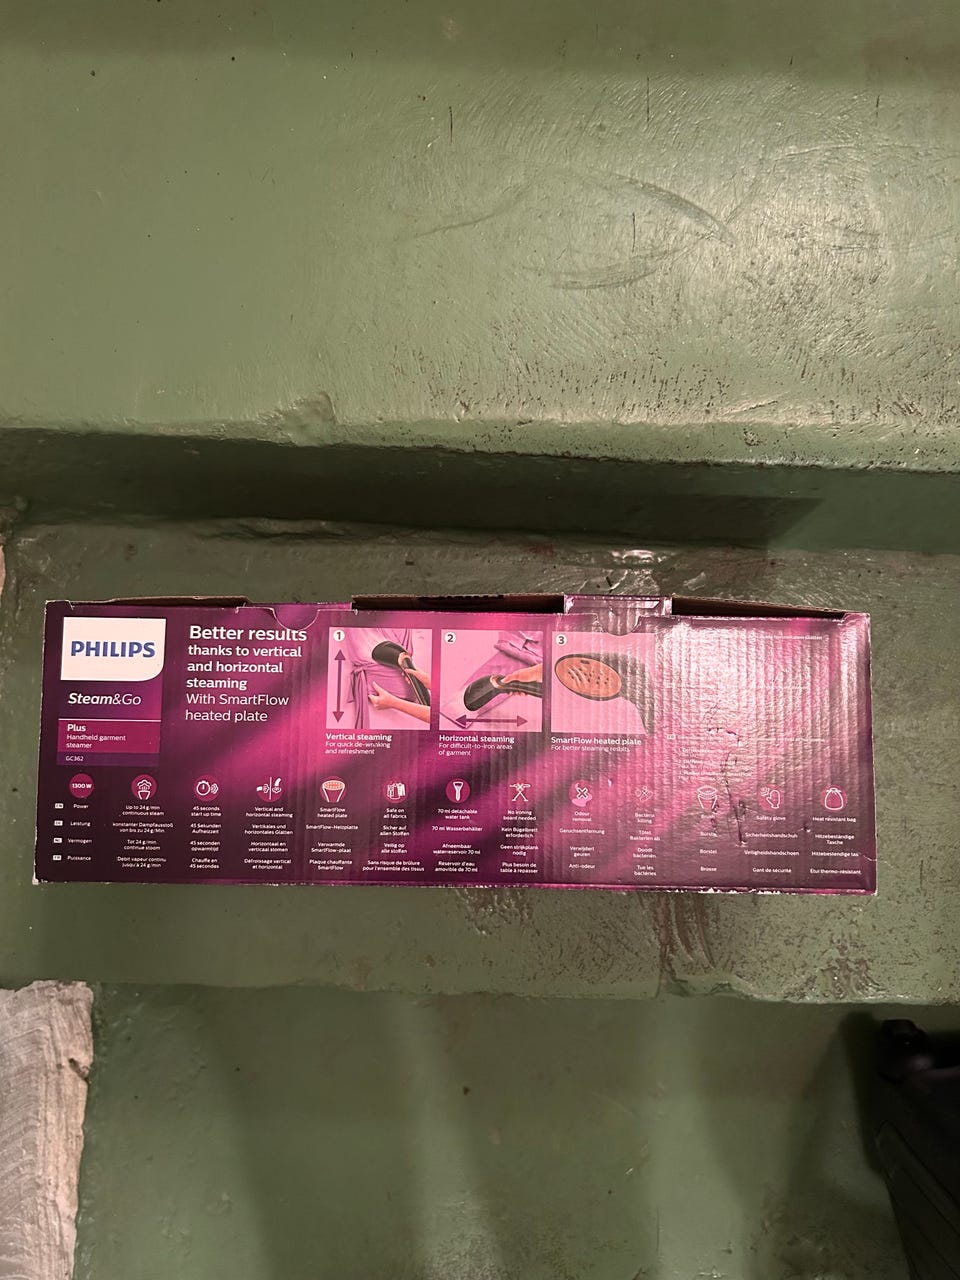 PHILIPS
Steam&Go
Plus
Handheld garment
steamer
GC362
Better results
thanks to vertical
and horizontal
steaming
With SmartFlow
heated plate
1
Vertical steaming
For quick de-wrinkling
and refreshment
2
Horizontal steaming
For difficult-to-iron areas
of garment
3
SmartFlow heated plate
For better steaming results
1300 W
EN
Power
Up to 24 g/min
continuous steam
45 seconds
start up time
Vertical and
horizontal steaming
SmartFlow
heated plate
Safe on
all fabrics
70 ml detachable
water tank
No ironing
board needed
Odour
removal
Bacteria
killing
Brush
Safety glove
Heat resistant bag
DE
Leistung
konstanter Dampfausstoß
von bis zu 24 g/Min
45 Sekunden
Aufheizzeit
Vertikales und
horizontales Glätten
SmartFlow-Heizplatte
Sicher auf
allen Stoffen
70 ml Wasserbehälter
Kein Bügelbrett
erforderlich
Geruchsentfernung
Tötet
Bakterien ab
Bürste
Sicherheitshandschuh
Hitzebeständige
Tasche
NL
Vermogen
Tot 24 g/min.
continue stoom
45 seconden
opwarmtijd
Horizontaal en
verticaal stomen
Verwarmde
SmartFlow-plaat
Veilig op
alle stoffen
Afneembaar
waterreservoir 70 ml
Geen strijkplank
nodig
Verwijdert
geuren
Doodt
bacteriën
Borstel
Veiligheidshandschoen
Hittebestendige tas
FR
Puissance
Débit vapeur continu
jusqu'à 24 g/min
Chauffe en
45 secondes
Défroissage vertical
et horizontal
Plaque chauffante
SmartFlow
Sans risque de brûlure
pour l'ensemble des tissus
Réservoir d'eau
amovible de 70 ml
Plus besoin de
table à repasser
Anti-odeur
Tue les
bactéries
Brosse
Gant de sécurité
Étui thermo-résistant